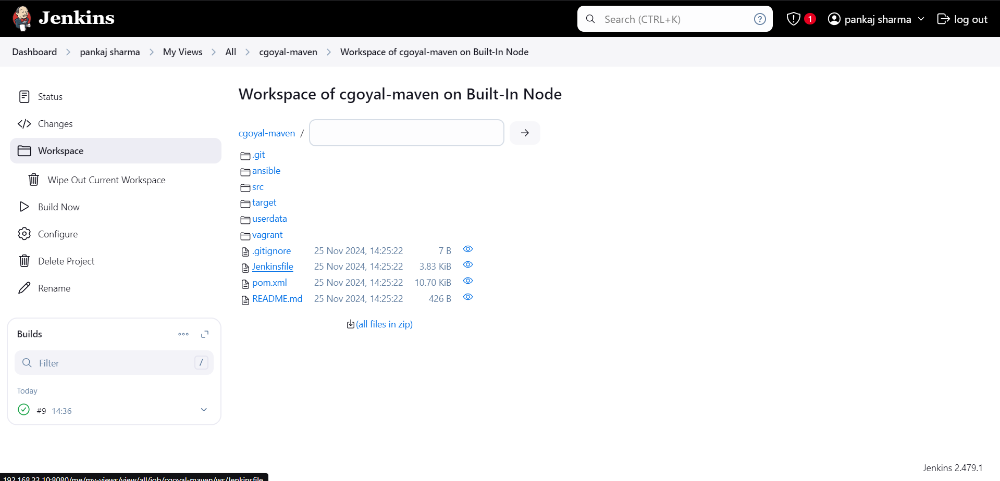 Jenkins
Search (CTRL+K)
1
pankaj sharma
log out
Dashboard
pankaj sharma
My Views
All
cgoyal-maven
Workspace of cgoyal-maven on Built-In Node
Status
Changes
Workspace
Wipe Out Current Workspace
Build Now
Configure
Delete Project
Rename
Builds
Filter /
Today
#9 14:36
Workspace of cgoyal-maven on Built-In Node
cgoyal-maven /
.git
ansible
src
target
userdata
vagrant
.gitignore 25 Nov 2024, 14:25:22 7 B
Jenkinsfile 25 Nov 2024, 14:25:22 3.83 KiB
pom.xml 25 Nov 2024, 14:25:22 10.70 KiB
README.md 25 Nov 2024, 14:25:22 426 B
(all files in zip)
Jenkins 2.479.1
192.168.33.10:8080/me/my-views/view/all/job/cgoyal-maven/ws/Jenkinsfile